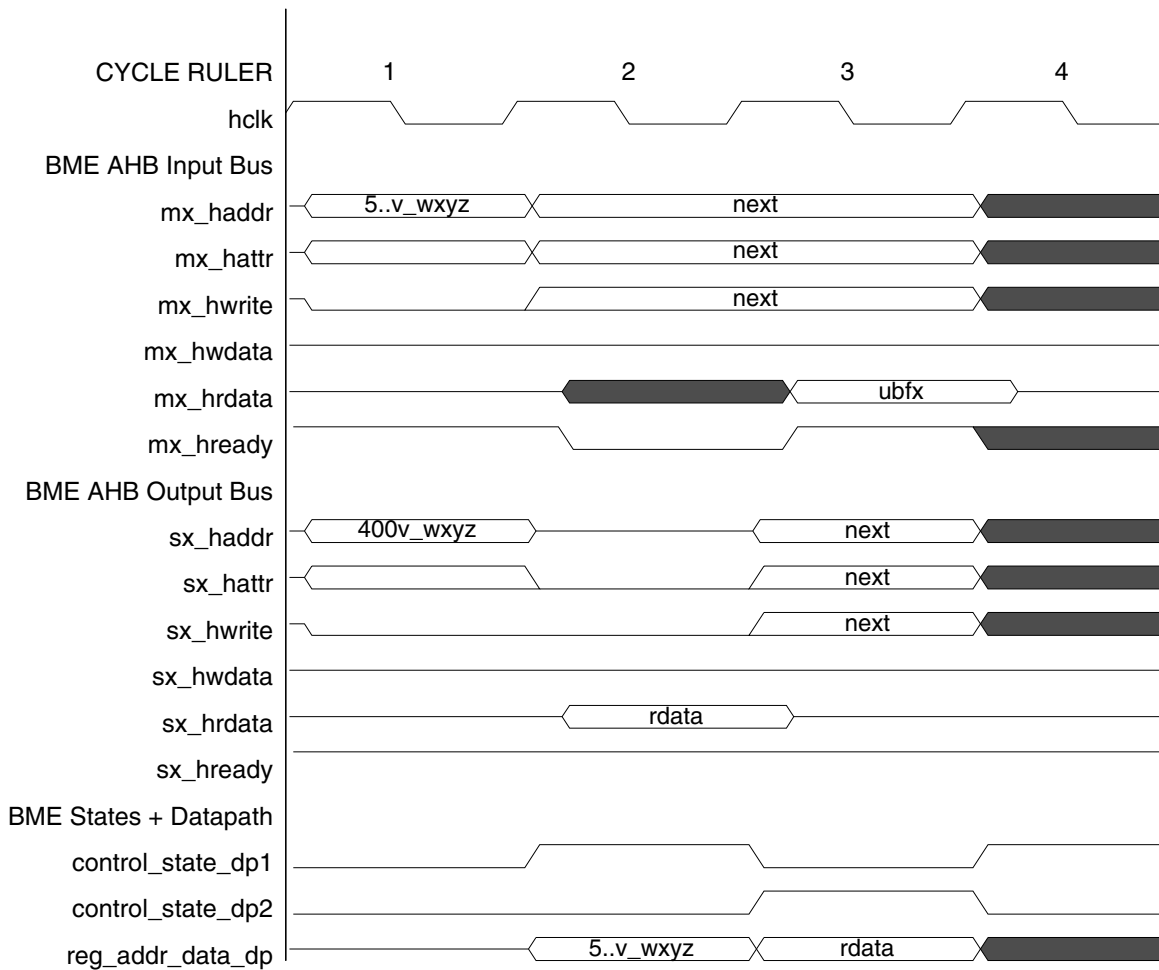 CYCLE RULER 1 2 3 4
hclk
BME AHB Input Bus
mx_haddr 5..v_wxyz next
mx_hattr next
mx_hwrite next
mx_hwdata
mx_hrdata ubfx
mx_hready
BME AHB Output Bus
sx_haddr 400v_wxyz next
sx_hattr next
sx_hwrite next
sx_hwdata
sx_hrdata rdata
sx_hready
BME States + Datapath
control_state_dp1
control_state_dp2
reg_addr_data_dp 5..v_wxyz rdata